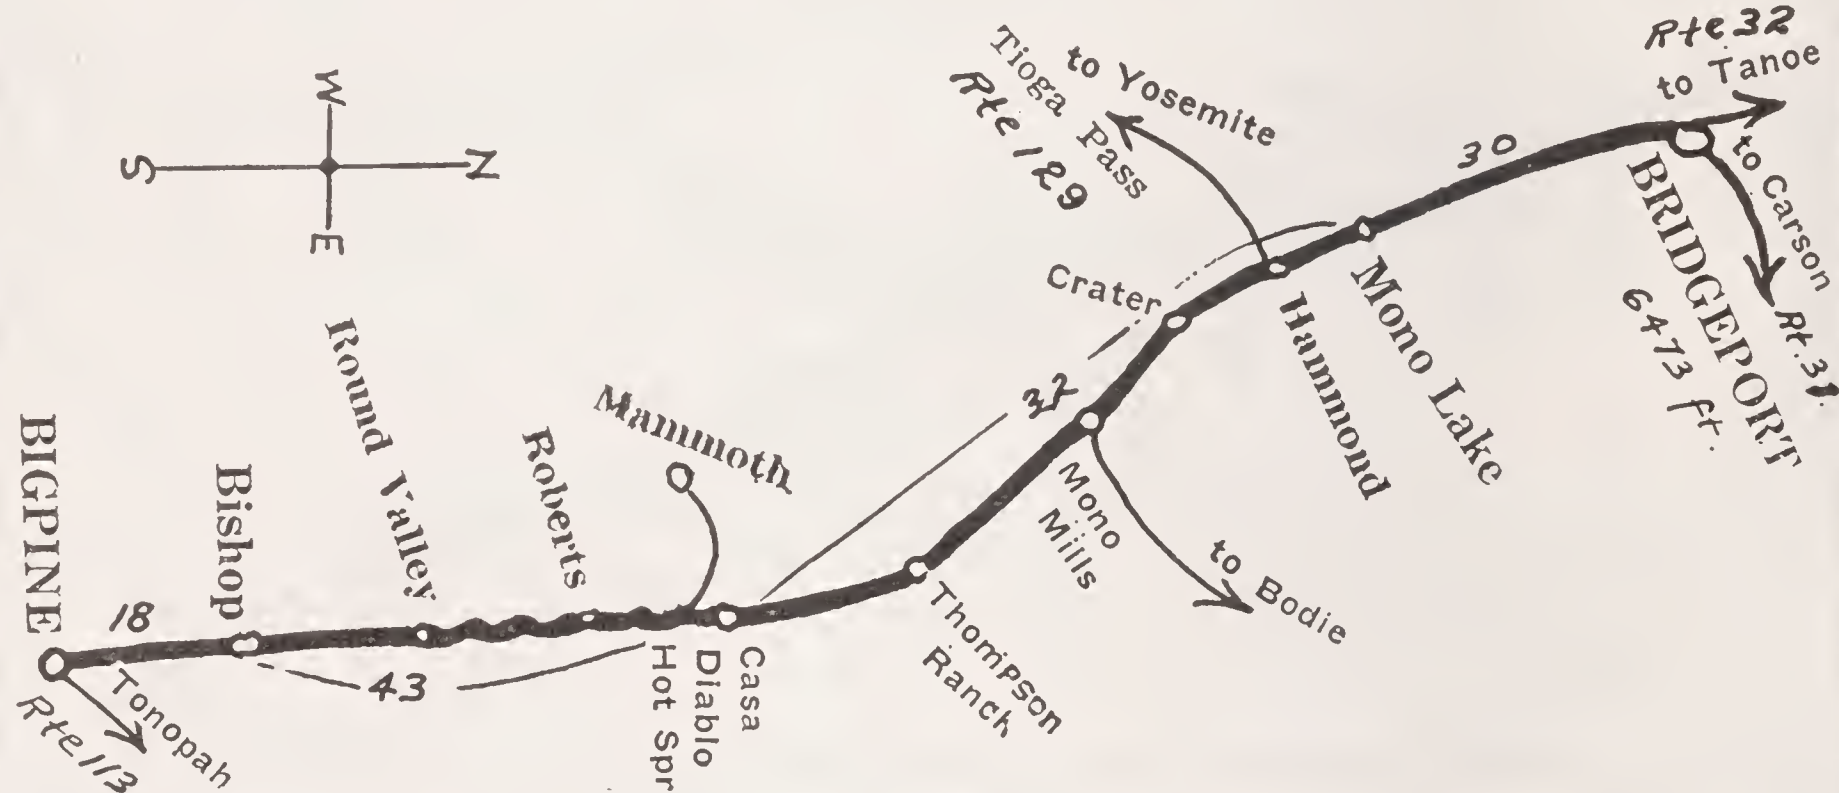 Rte 32
to Tanoe
to Carson
Rt. 31.
BRIDGEPORT
6473 ft.
30
to Yosemite
Tioga Pass
Rte 129
Mono Lake
Hammond
Crater
Mono
Mills
to Bodie
Thompson
Ranch
Mammoth
Casa
Diablo
Hot Spr
Roberts
Round Valley
43
Bishop
18
BIGPINE
Tonopah
Rte 113
W
S
N
E